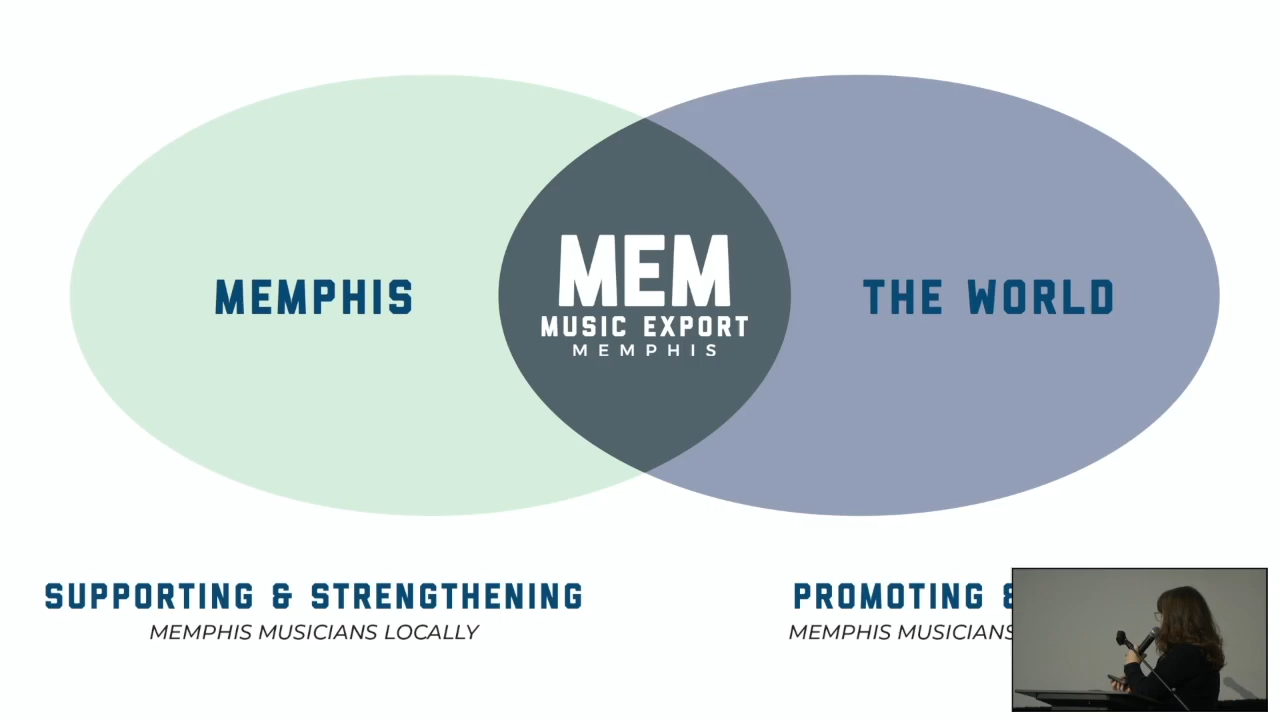 MEMPHIS
MEM
MUSIC EXPORT
MEMPHIS
THE WORLD
SUPPORTING & STRENGTHENING
MEMPHIS MUSICIANS LOCALLY
PROMOTING &
MEMPHIS MUSICIANS